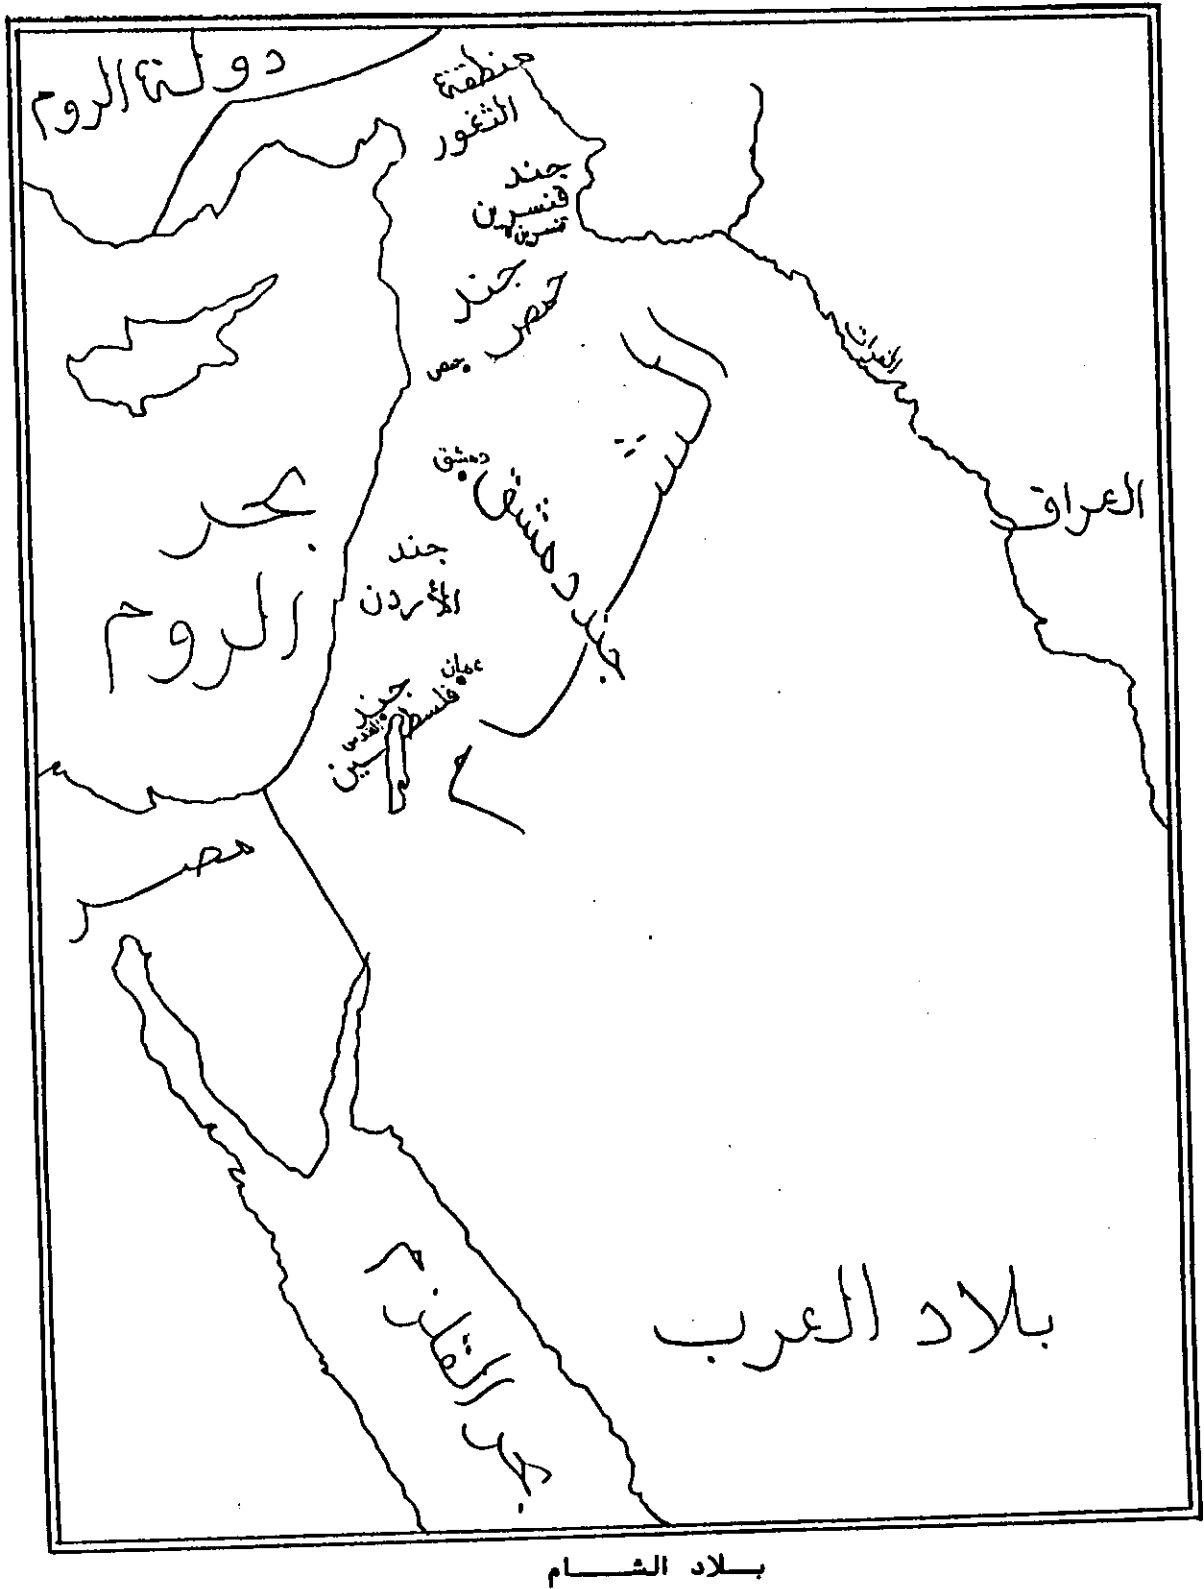 دولة الروم
منطقة
الثغور
جند
قنسرين
قنسرين
جند
حمص
حمص
الفرات
دمشق
جند دمشق
العراق
بحر
الروم
جند
الأردن
عمان
جند
فلسطين
القدس
مصر
بحر القلزم
بلاد العرب
بلاد الشام